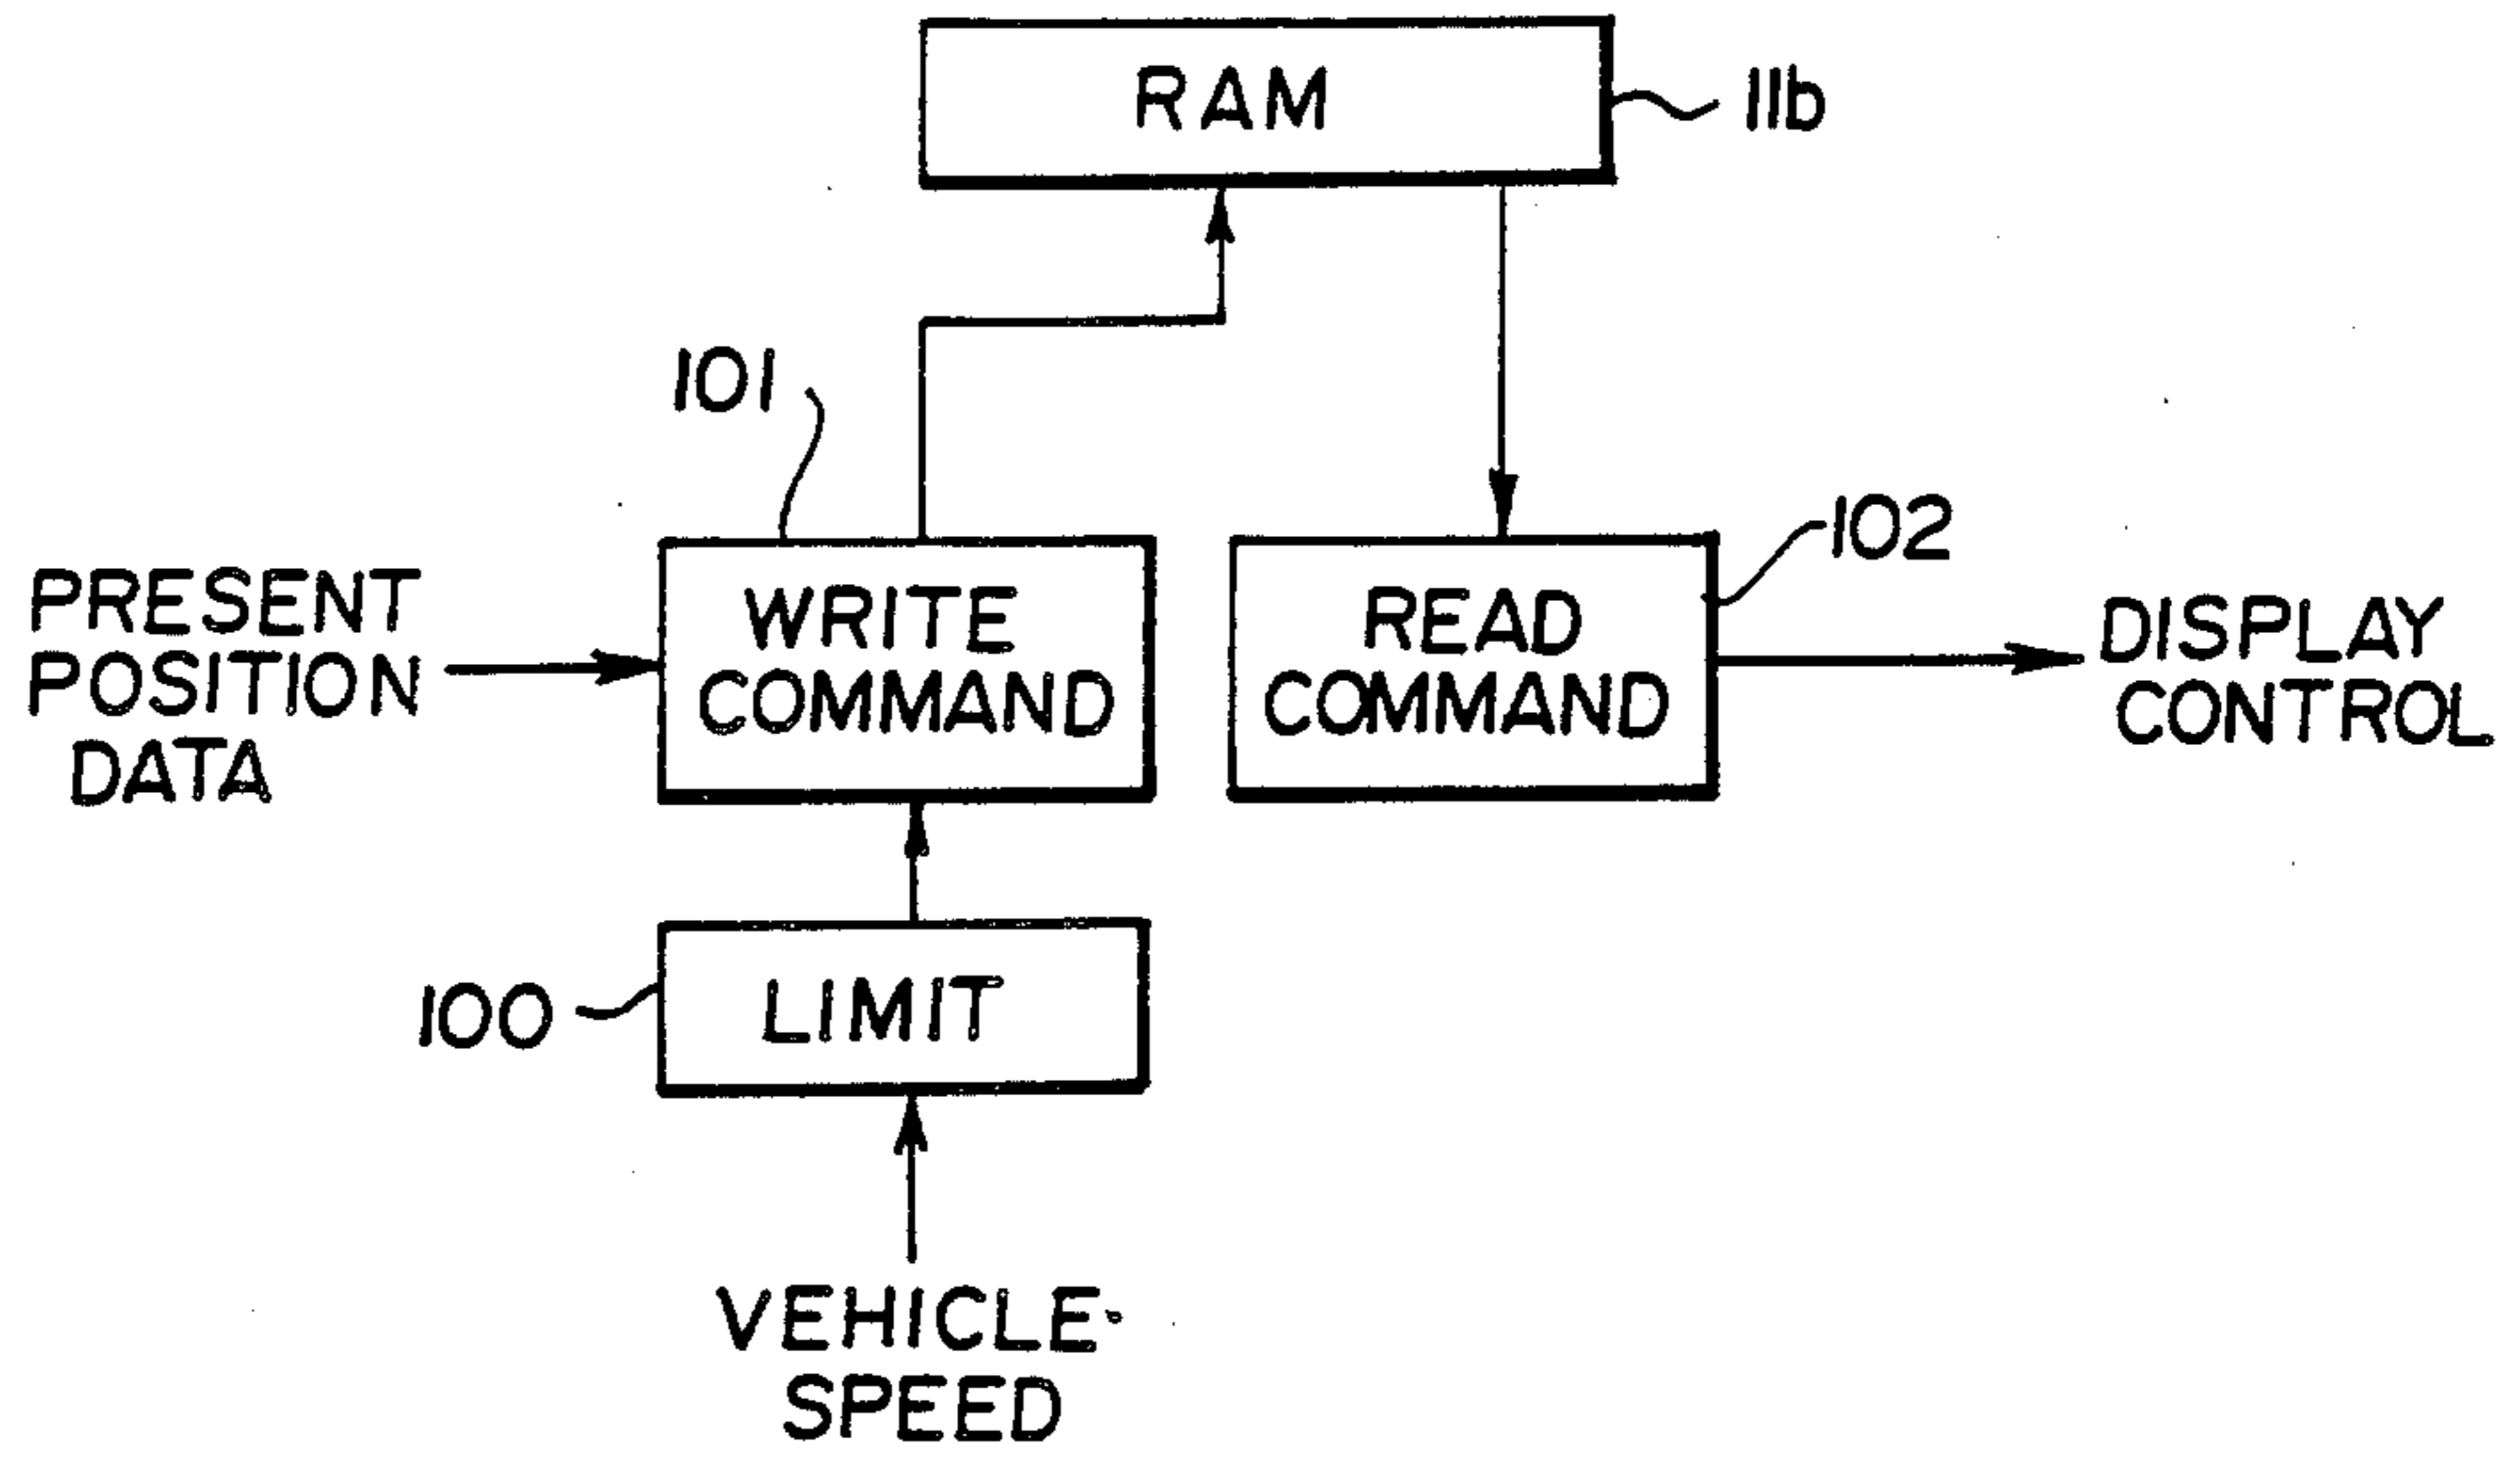 RAM
11b
101
102
PRESENT
POSITION
DATA
WRITE
COMMAND
READ
COMMAND
DISPLAY
CONTROL
100
LIMIT
VEHICLE
SPEED